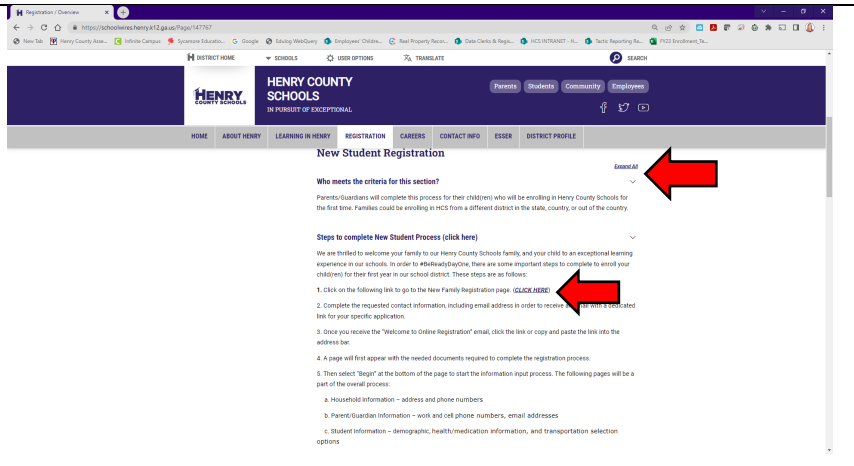 Registration / Overview
https://schoolwires.henry.k12.ga.us/Page/147767
New Tab Henry County Asse... Infinite Campus Sycamore Educatio... Google Edulog WebQuery Employees' Childre... Real Property Recor... Data Clerks & Regis... HCS INTRANET - H... Tactic Reporting Re... FY23 Enrollment_Ta...
DISTRICT HOME SCHOOLS USER OPTIONS TRANSLATE SEARCH
HENRY
COUNTY SCHOOLS
HENRY COUNTY
SCHOOLS
IN PURSUIT OF EXCEPTIONAL
Parents Students Community Employees
HOME ABOUT HENRY LEARNING IN HENRY REGISTRATION CAREERS CONTACT INFO ESSER DISTRICT PROFILE
New Student Registration
Expand All
Who meets the criteria for this section?
Parents/Guardians will complete this process for their child(ren) who will be enrolling in Henry County Schools for
the first time. Families could be enrolling in HCS from a different district in the state, country, or out of the country.
Steps to complete New Student Process (click here)
We are thrilled to welcome your family to our Henry County Schools family, and your child to an exceptional learning
experience in our schools. In order to #BeReadyDayOne, there are some important steps to complete to enroll your
child(ren) for their first year in our school district. These steps are as follows:
1. Click on the following link to go to the New Family Registration page. (CLICK HERE)
2. Complete the requested contact information, including email address in order to receive with a dedicated
link for your specific application.
3. Once you receive the "Welcome to Online Registration" email, click the link or copy and paste the link into the
address bar.
4. A page will first appear with the needed documents required to complete the registration process.
5. Then select "Begin" at the bottom of the page to start the information input process. The following pages will be a
part of the overall process:
a. Household Information – address and phone numbers
b. Parent/Guardian Information – work and cell phone numbers, email addresses
c. Student Information – demographic, health/medication information, and transportation selection
options